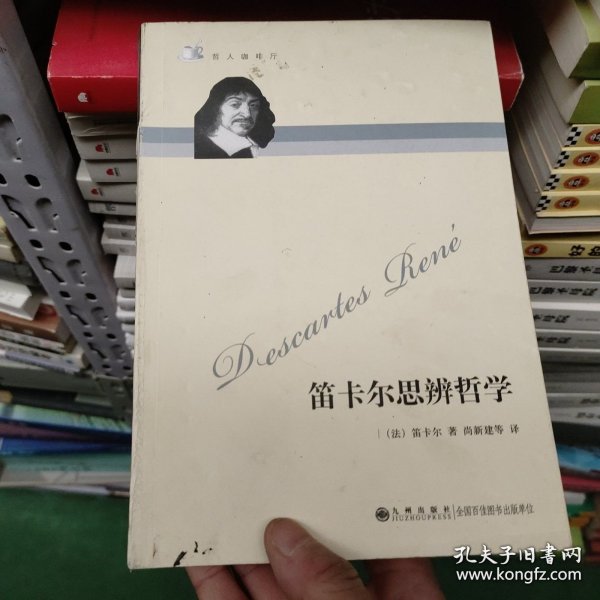 哲人咖啡厅
Descartes René
笛卡尔思辨哲学
(法) 笛卡尔 著 尚新建等 译
九州出版社
JIUZHOUPRESS
全国百佳图书出版单位
孔夫子旧书网
www.kongfz.com